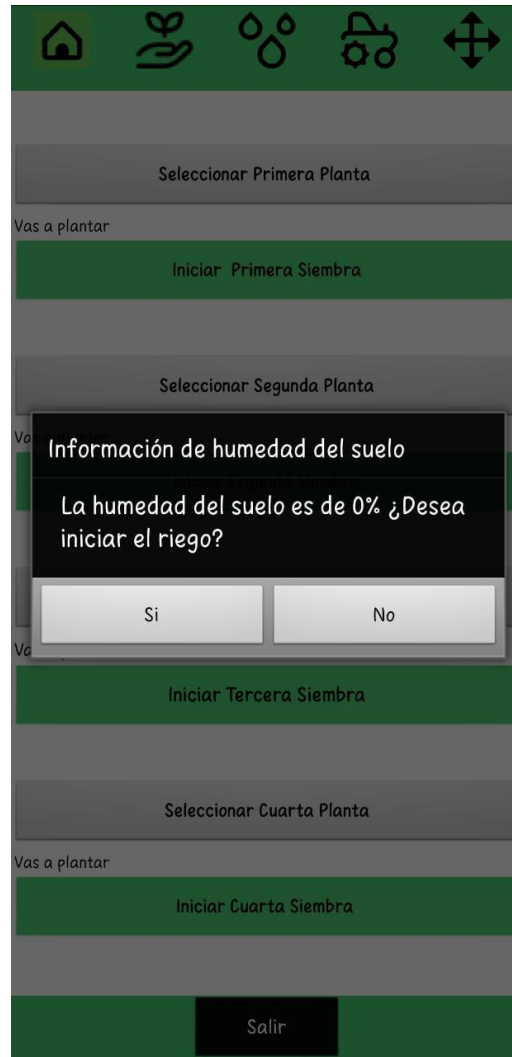 Seleccionar Primera Planta
Vas a plantar
Iniciar Primera Siembra
Seleccionar Segunda Planta
Información de humedad del suelo
La humedad del suelo es de 0% ¿Desea
iniciar el riego?
Si
No
Iniciar Tercera Siembra
Seleccionar Cuarta Planta
Vas a plantar
Iniciar Cuarta Siembra
Salir